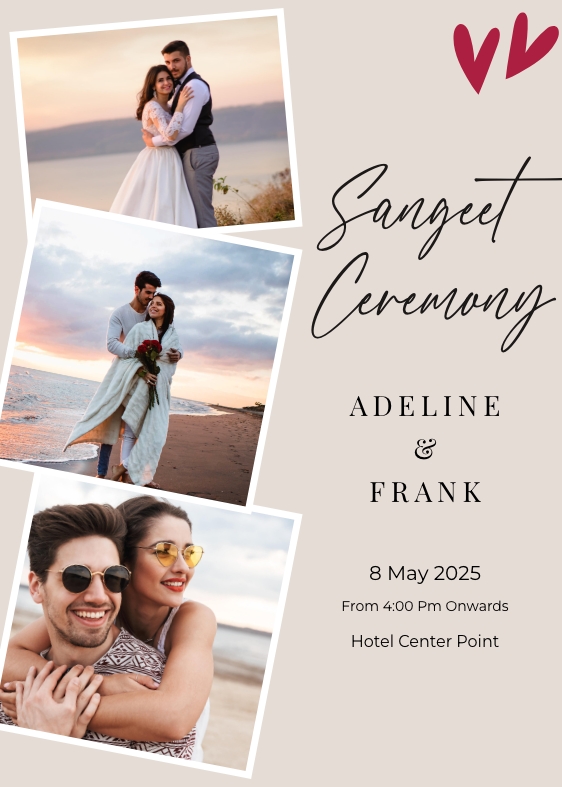 Sangeet
Ceremony
ADELINE
&
FRANK
8 May 2025
From 4:00 Pm Onwards
Hotel Center Point